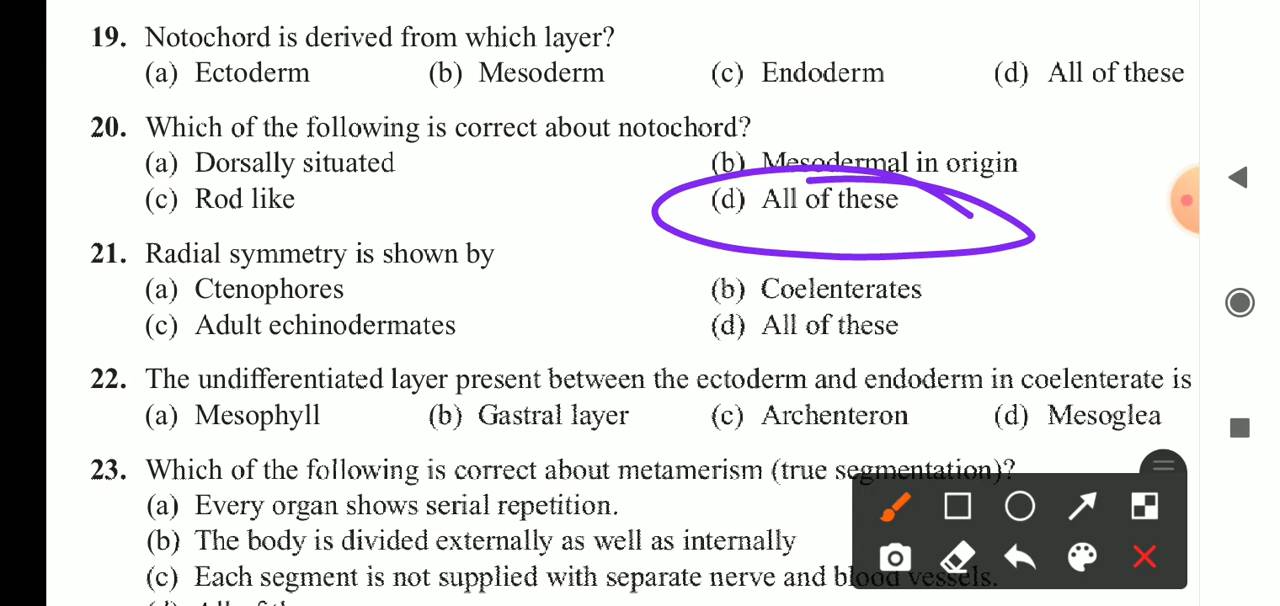 19. Notochord is derived from which layer?
(a) Ectoderm (b) Mesoderm (c) Endoderm (d) All of these
20. Which of the following is correct about notochord?
(a) Dorsally situated (b) Mesodermal in origin
(c) Rod like (d) All of these
21. Radial symmetry is shown by
(a) Ctenophores (b) Coelenterates
(c) Adult echinodermates (d) All of these
22. The undifferentiated layer present between the ectoderm and endoderm in coelenterate is
(a) Mesophyll (b) Gastral layer (c) Archenteron (d) Mesoglea
23. Which of the following is correct about metamerism (true segmentation)?
(a) Every organ shows serial repetition.
(b) The body is divided externally as well as internally
(c) Each segment is not supplied with separate nerve and blood vessels.